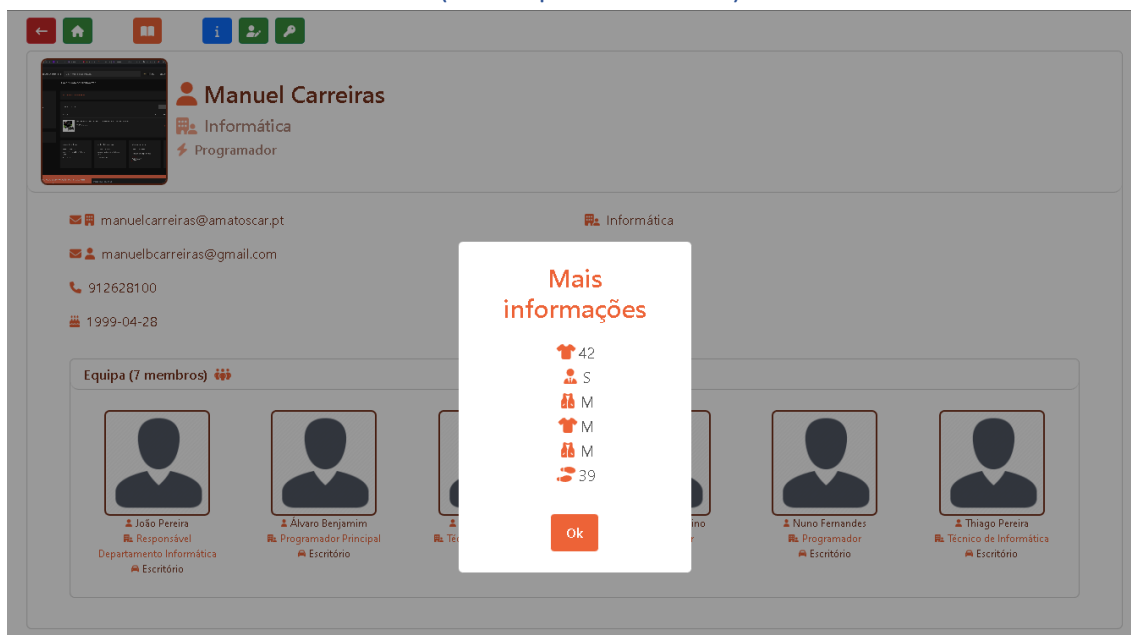 Manuel Carreiras
Informática
Programador
manuelcarreiras@amatoscar.pt
Informática
manuelbcarreiras@gmail.com
912628100
1999-04-28
Mais
informações
42
S
M
M
M
39
Ok
Equipa (7 membros)
João Pereira
Responsável
Departamento Informática
Escritório
Álvaro Benjamim
Programador Principal
Escritório
Nuno Fernandes
Programador
Escritório
Thiago Pereira
Técnico de Informática
Escritório